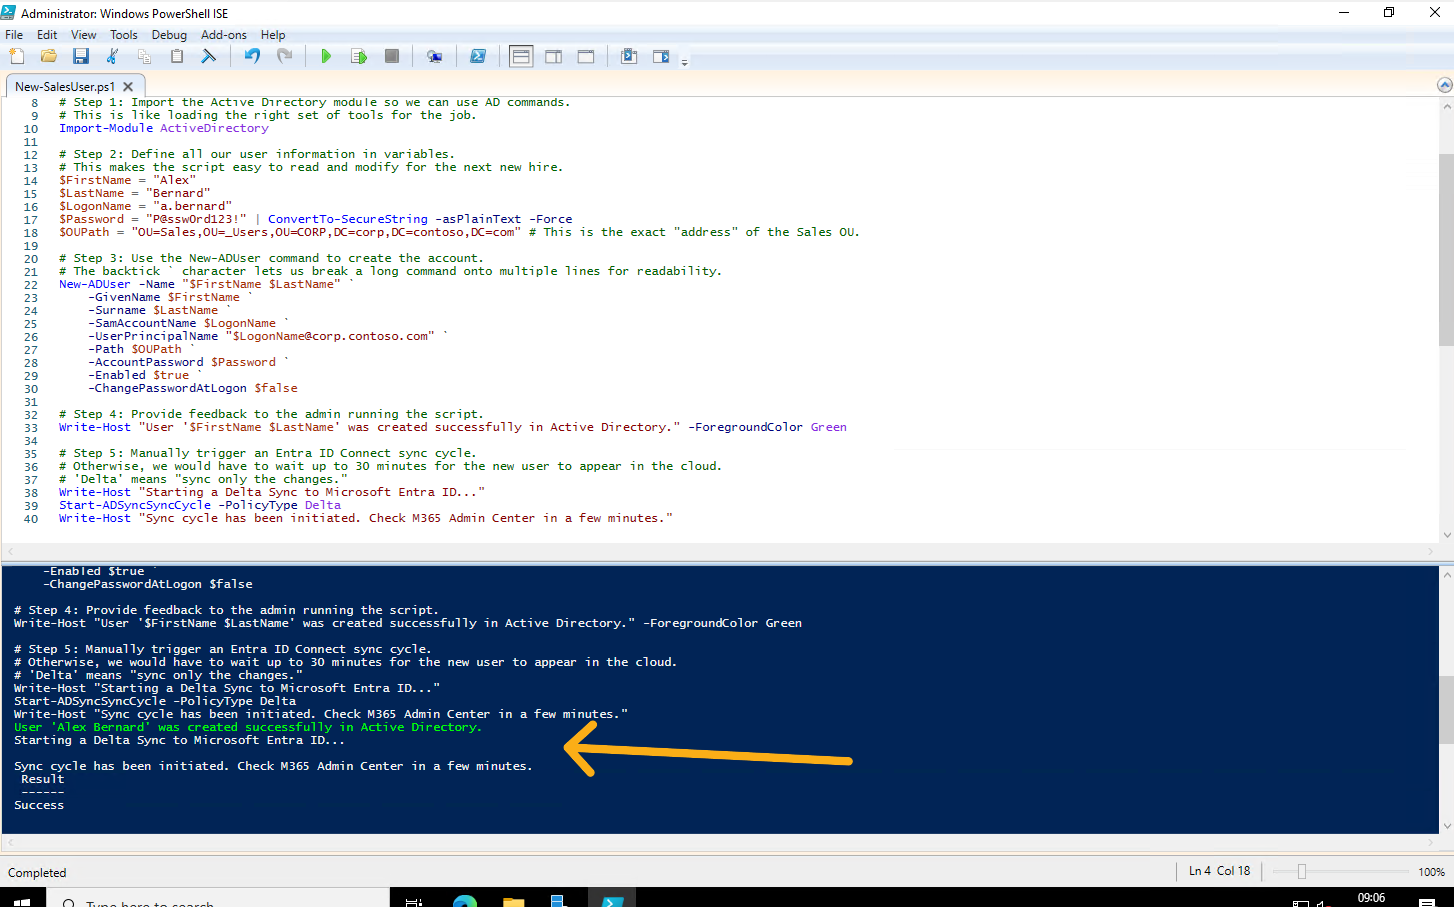 Administrator: Windows PowerShell ISE
File Edit View Tools Debug Add-ons Help
New-SalesUser.ps1
8 # Step 1: Import the Active Directory module so we can use AD commands.
9 # This is like loading the right set of tools for the job.
10 Import-Module ActiveDirectory
11
12 # Step 2: Define all our user information in variables.
13 # This makes the script easy to read and modify for the next new hire.
14 $FirstName = "Alex"
15 $LastName = "Bernard"
16 $LogonName = "a.bernard"
17 $Password = "P@ssw0rd123!" | ConvertTo-SecureString -asPlainText -Force
18 $OUPath = "OU=Sales,OU=_Users,OU=CORP,DC=corp,DC=contoso,DC=com" # This is the exact "address" of the Sales OU.
19
20 # Step 3: Use the New-ADUser command to create the account.
21 # The backtick ` character lets us break a long command onto multiple lines for readability.
22 New-ADUser -Name "$FirstName $LastName" `
23 -GivenName $FirstName `
24 -Surname $LastName `
25 -SamAccountName $LogonName `
26 -UserPrincipalName "$LogonName@corp.contoso.com" `
27 -Path $OUPath `
28 -AccountPassword $Password `
29 -Enabled $true `
30 -ChangePasswordAtLogon $false
31
32 # Step 4: Provide feedback to the admin running the script.
33 Write-Host "User '$FirstName $LastName' was created successfully in Active Directory." -ForegroundColor Green
34
35 # Step 5: Manually trigger an Entra ID Connect sync cycle.
36 # Otherwise, we would have to wait up to 30 minutes for the new user to appear in the cloud.
37 # 'Delta' means "sync only the changes."
38 Write-Host "Starting a Delta Sync to Microsoft Entra ID..."
39 Start-ADSyncSyncCycle -PolicyType Delta
40 Write-Host "Sync cycle has been initiated. Check M365 Admin Center in a few minutes."
-Enabled $true `
-ChangePasswordAtLogon $false
# Step 4: Provide feedback to the admin running the script.
Write-Host "User '$FirstName $LastName' was created successfully in Active Directory." -ForegroundColor Green
# Step 5: Manually trigger an Entra ID Connect sync cycle.
# Otherwise, we would have to wait up to 30 minutes for the new user to appear in the cloud.
# 'Delta' means "sync only the changes."
Write-Host "Starting a Delta Sync to Microsoft Entra ID..."
Start-ADSyncSyncCycle -PolicyType Delta
Write-Host "Sync cycle has been initiated. Check M365 Admin Center in a few minutes."
User 'Alex Bernard' was created successfully in Active Directory.
Starting a Delta Sync to Microsoft Entra ID...
Sync cycle has been initiated. Check M365 Admin Center in a few minutes.
Result
------
Success
Completed
Ln 4 Col 18
100%
Type here to search
09:06